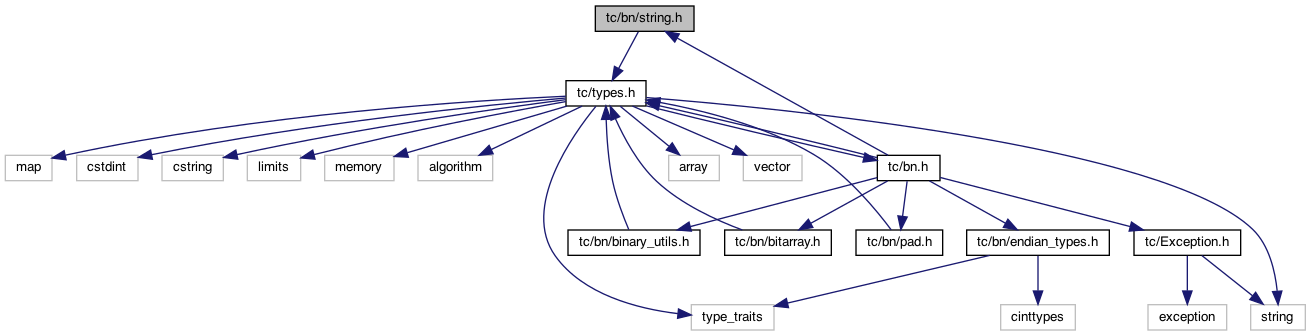 tc/bn/string.h
tc/types.h
map
cstdint
cstring
limits
memory
algorithm
array
vector
tc/bn.h
tc/bn/binary_utils.h
tc/bn/bitarray.h
tc/bn/pad.h
tc/bn/endian_types.h
tc/Exception.h
type_traits
cinttypes
exception
string